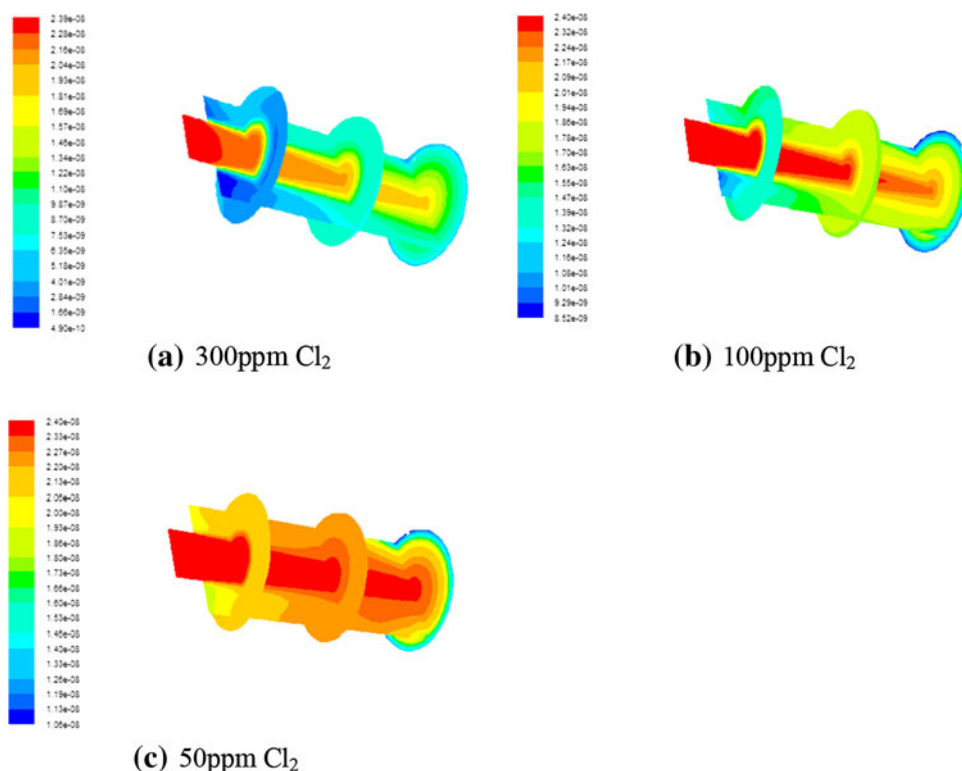 2.39e-08
2.28e-08
2.16e-08
2.04e-08
1.93e-08
1.81e-08
1.69e-08
1.57e-08
1.46e-08
1.34e-08
1.22e-08
1.10e-08
9.87e-09
8.70e-09
7.53e-09
6.35e-09
5.18e-09
4.01e-09
2.84e-09
1.66e-09
4.90e-10
(a) 300ppm Cl₂
2.40e-08
2.32e-08
2.24e-08
2.17e-08
2.09e-08
2.01e-08
1.94e-08
1.86e-08
1.78e-08
1.70e-08
1.63e-08
1.55e-08
1.47e-08
1.39e-08
1.32e-08
1.24e-08
1.16e-08
1.08e-08
1.01e-08
9.29e-09
8.52e-09
(b) 100ppm Cl₂
2.40e-08
2.33e-08
2.27e-08
2.20e-08
2.13e-08
2.06e-08
2.00e-08
1.93e-08
1.86e-08
1.80e-08
1.73e-08
1.66e-08
1.60e-08
1.53e-08
1.46e-08
1.39e-08
1.33e-08
1.26e-08
1.19e-08
1.13e-08
1.06e-08
(c) 50ppm Cl₂